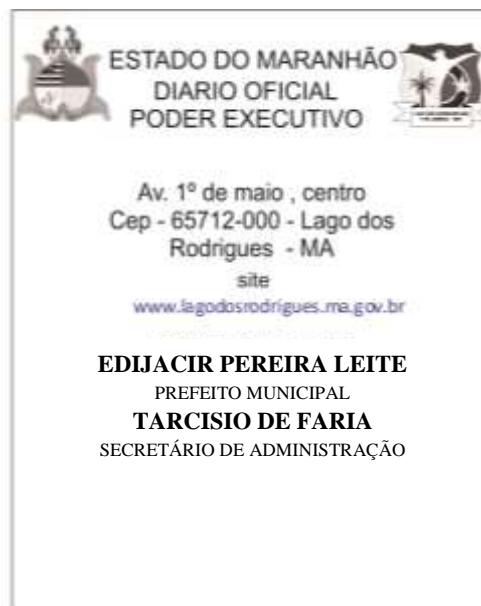 ESTADO DO MARANHÃO
DIARIO OFICIAL
PODER EXECUTIVO
Av. 1º de maio , centro
Cep - 65712-000 - Lago dos
Rodrigues - MA
site
www.lagodosrodrigues.ma.gov.br
EDIJACIR PEREIRA LEITE
PREFEITO MUNICIPAL
TARCISIO DE FARIA
SECRETÁRIO DE ADMINISTRAÇÃO